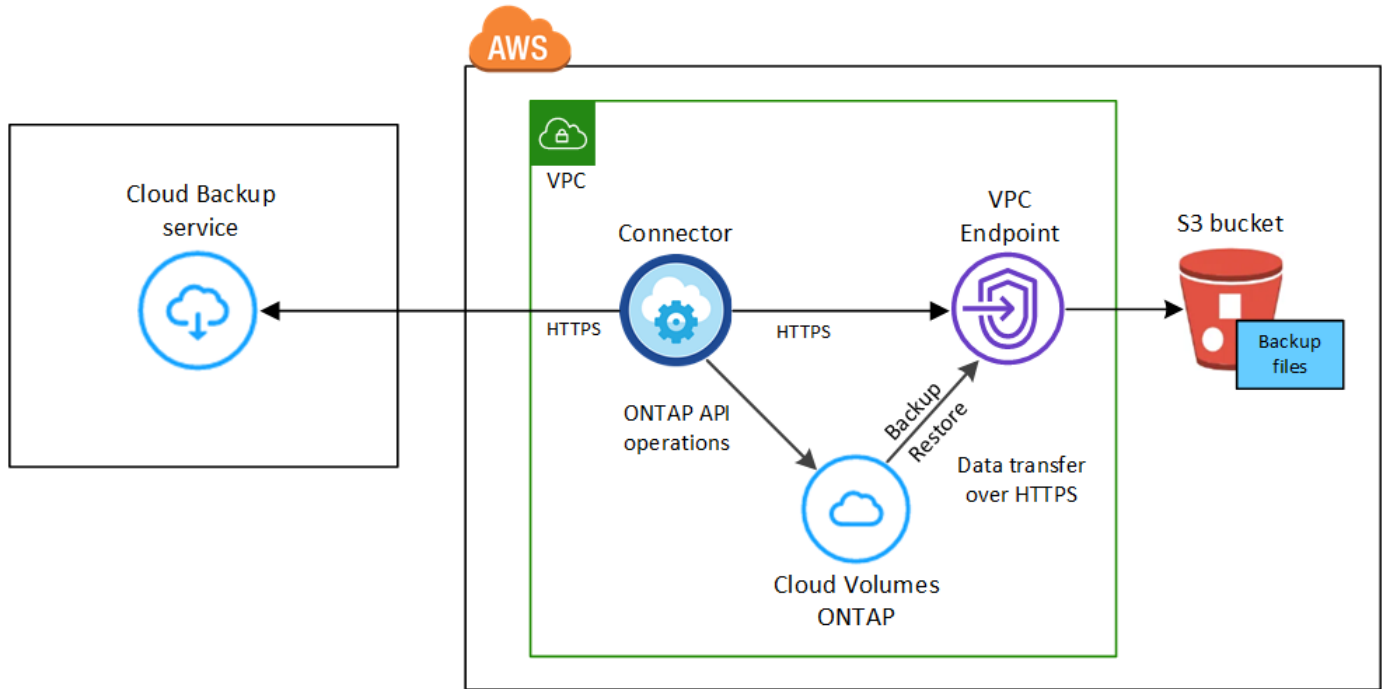 AWS
Cloud Backup
service
VPC
Connector
VPC
Endpoint
S3 bucket
HTTPS
HTTPS
Backup
files
ONTAP API
operations
Backup
Restore
Data transfer
over HTTPS
Cloud Volumes
ONTAP